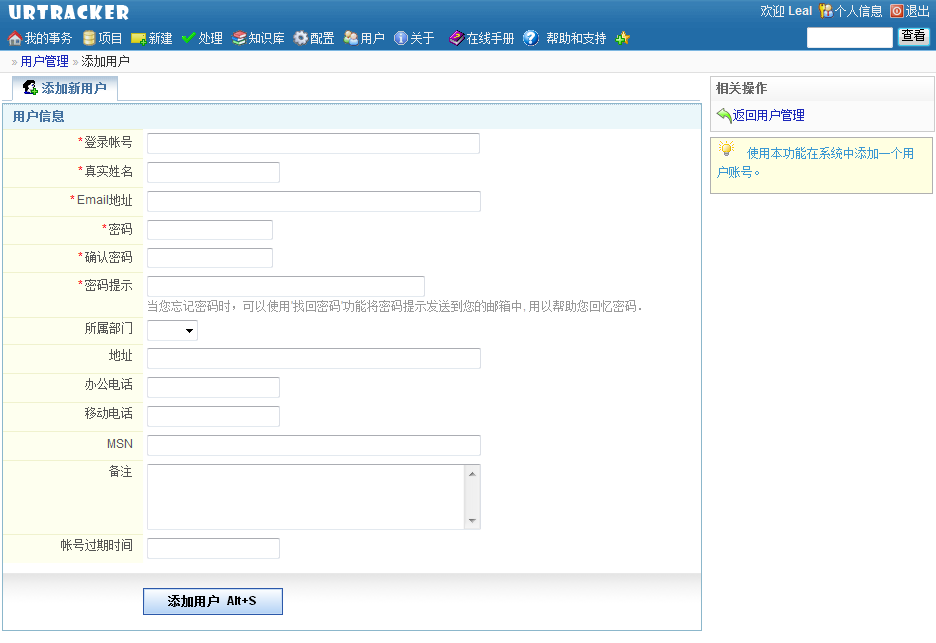 URTRACKER
欢迎 Leal 个人信息 退出
我的事务 项目 新建 处理 知识库 配置 用户 关于 在线手册 帮助和支持 查看
» 用户管理 » 添加用户
添加新用户
用户信息
*登录帐号
*真实姓名
*Email地址
*密码
*确认密码
*密码提示
当您忘记密码时，可以使用'找回密码'功能将密码提示发送到您的邮箱中,用以帮助您回忆密码．
所属部门
地址
办公电话
移动电话
MSN
备注
帐号过期时间
添加用户 Alt+S
相关操作
返回用户管理
使用本功能在系统中添加一个用
户账号。